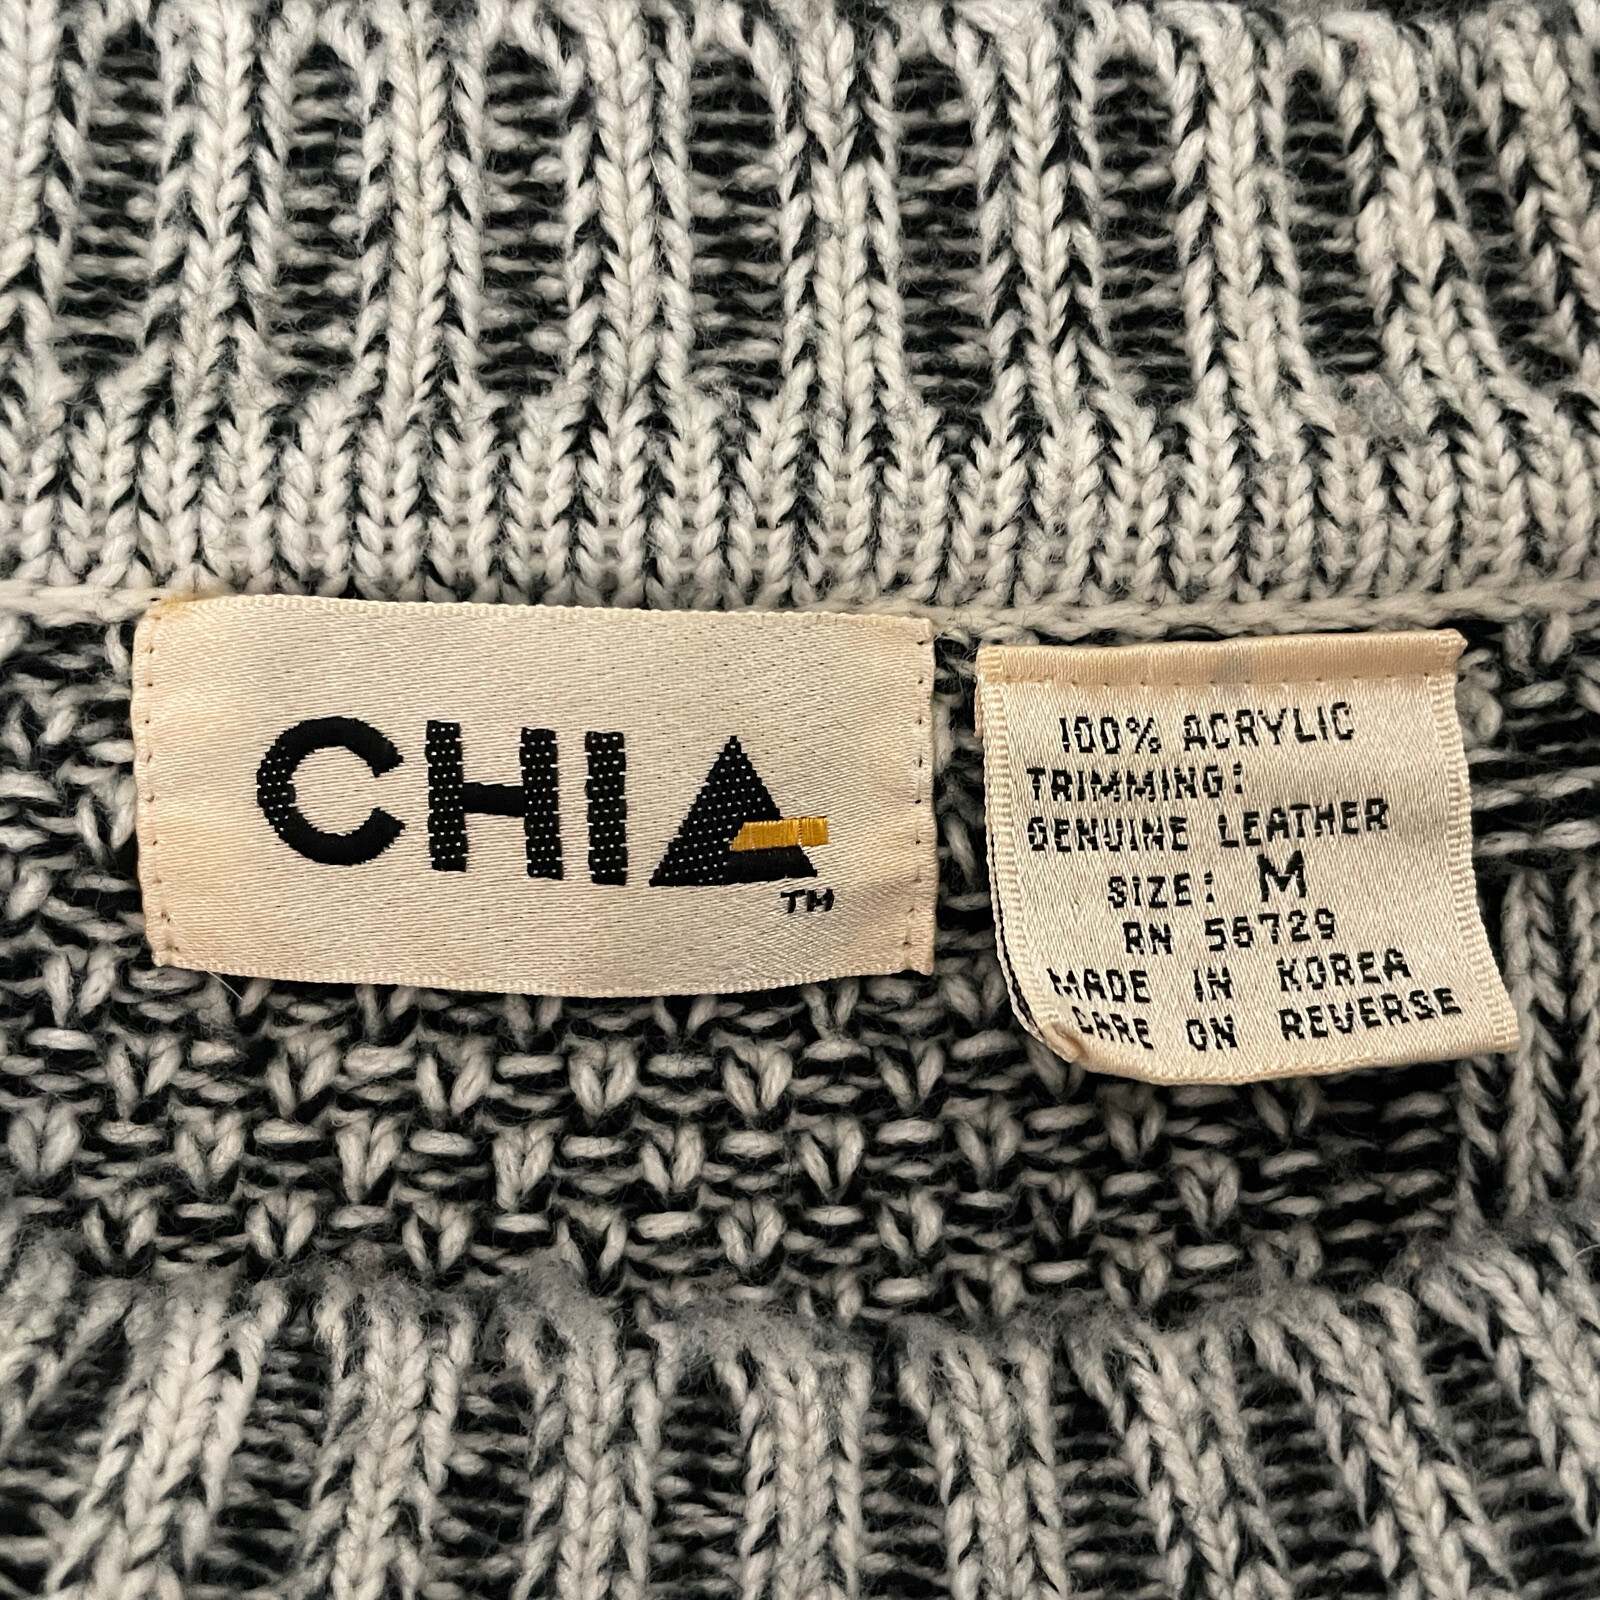 CHIA
TM
100% ACRYLIC
TRIMMING:
GENUINE LEATHER
SIZE: M
RN 56729
MADE IN KOREA
CARE ON REVERSE